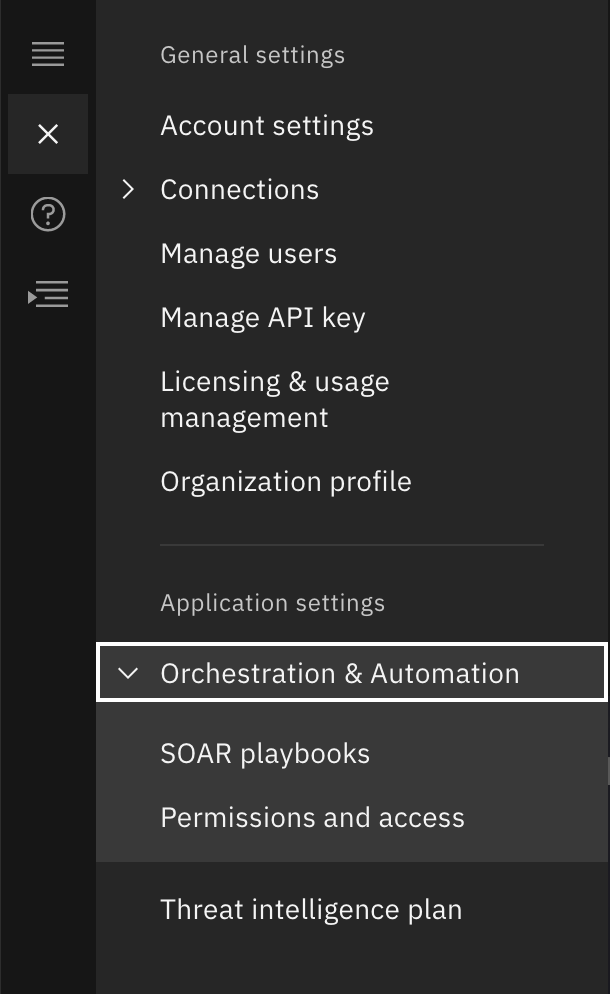 General settings
Account settings
Connections
Manage users
Manage API key
Licensing & usage
management
Organization profile
Application settings
Orchestration & Automation
SOAR playbooks
Permissions and access
Threat intelligence plan